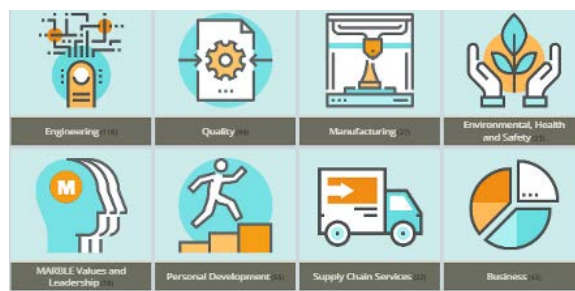 Engineering
Quality
Manufacturing
Environmental, Health
and Safety
M
MARBLE Values and
Leadership
Personal Development
Supply Chain Services
Business